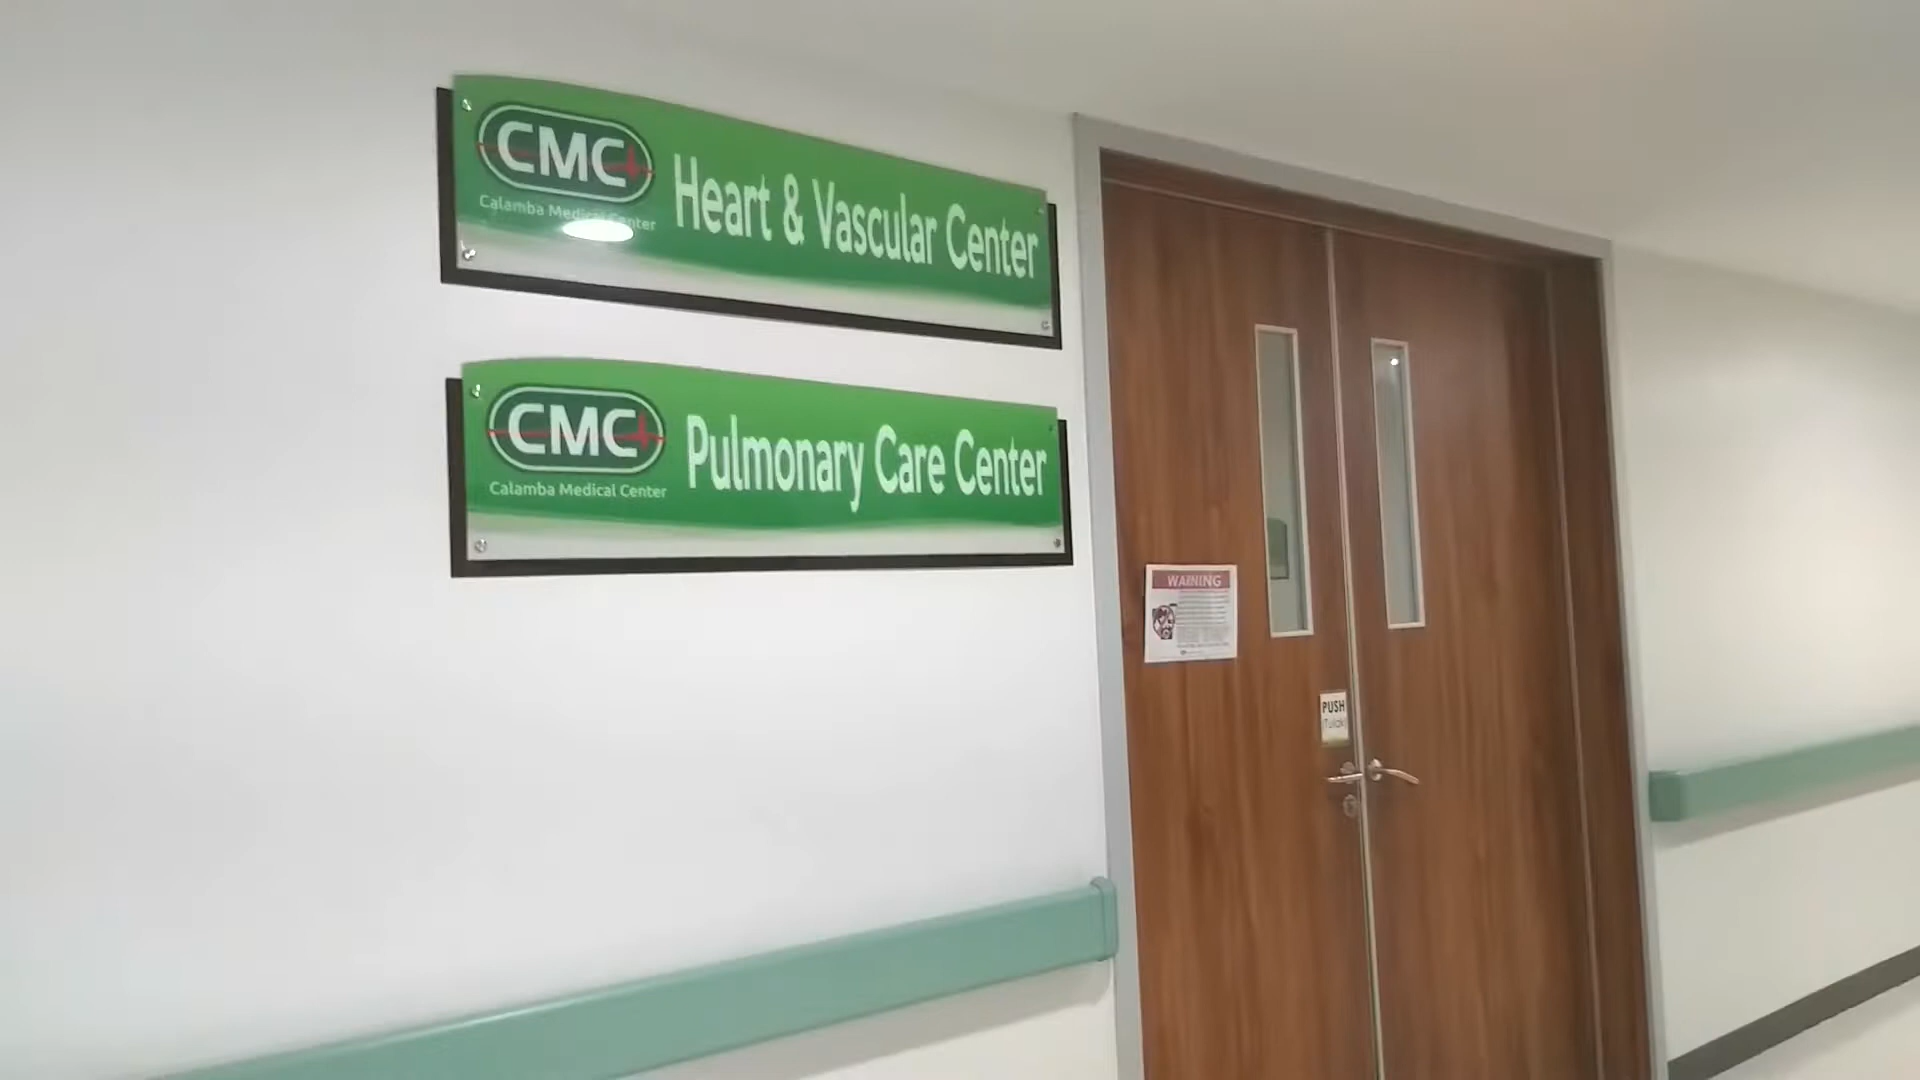 CMC
Calamba Medical Center
Heart & Vascular Center
CMC
Calamba Medical Center
Pulmonary Care Center
WARNING
PUSH
(Tulak)